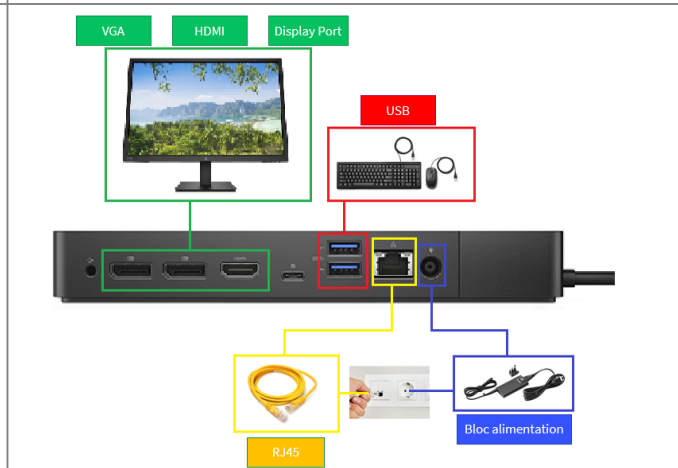 VGA
HDMI
Display Port
USB
RJ45
Bloc alimentation